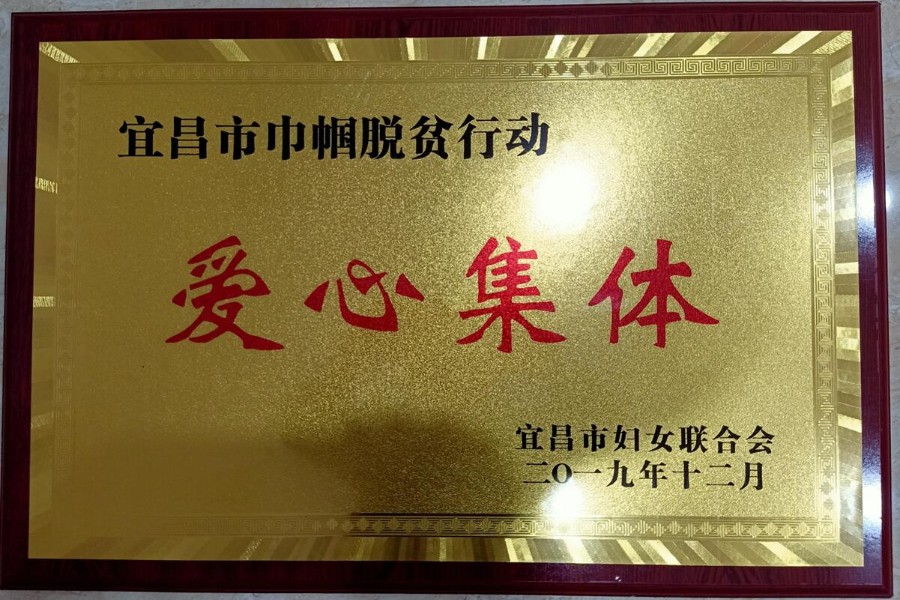 宜昌市巾帼脱贫行动
爱心集体
宜昌市妇女联合会
二〇一九年十二月